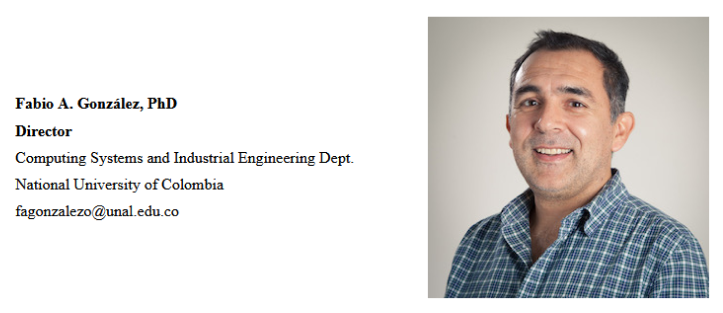 Fabio A. González, PhD
Director
Computing Systems and Industrial Engineering Dept.
National University of Colombia
fagonzalezo@unal.edu.co